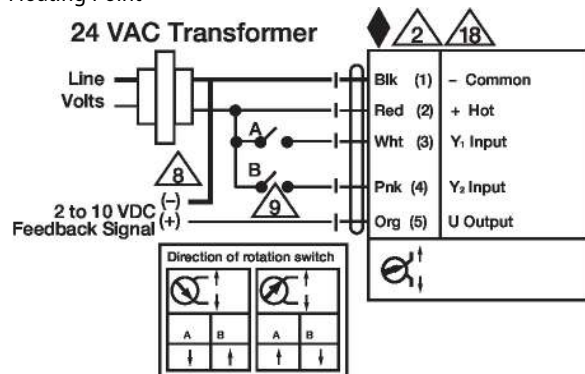 Floating Point
24 VAC Transformer
2
18
Line
Volts
Blk (1) – Common
Red (2) + Hot
A
Wht (3) Y₁ Input
8
B
Pnk (4) Y₂ Input
9
2 to 10 VDC (–)
Feedback Signal (+)
Org (5) U Output
Direction of rotation switch
A B A B